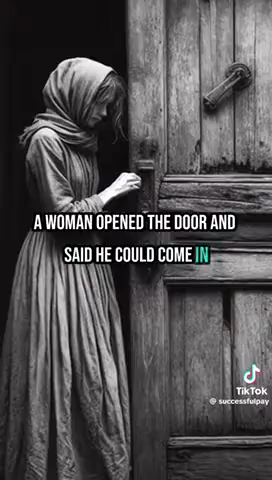 A WOMAN OPENED THE DOOR AND
SAID HE COULD COME IN
TikTok
@successfulpay